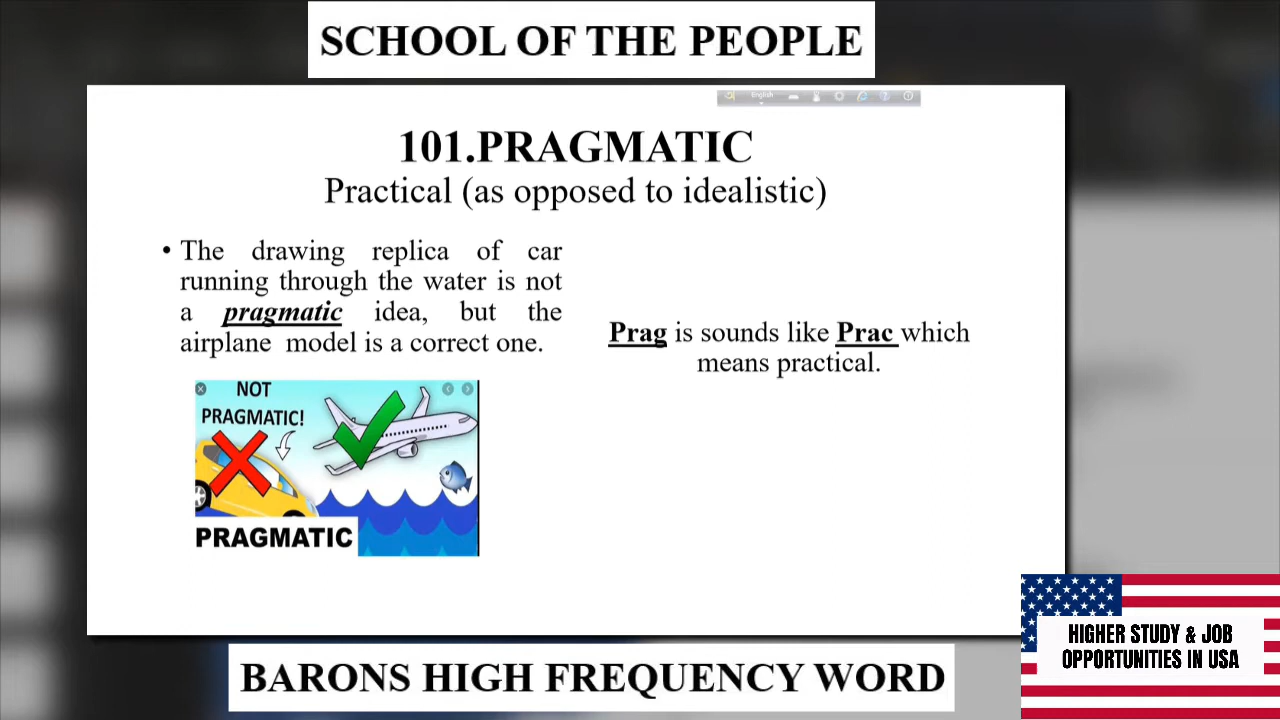 SCHOOL OF THE PEOPLE
English
101.PRAGMATIC
Practical (as opposed to idealistic)
• The drawing replica of car
running through the water is not
a pragmatic idea, but the
airplane model is a correct one.
Prag is sounds like Prac which
means practical.
NOT
PRAGMATIC!
PRAGMATIC
HIGHER STUDY & JOB
OPPORTUNITIES IN USA
BARONS HIGH FREQUENCY WORD